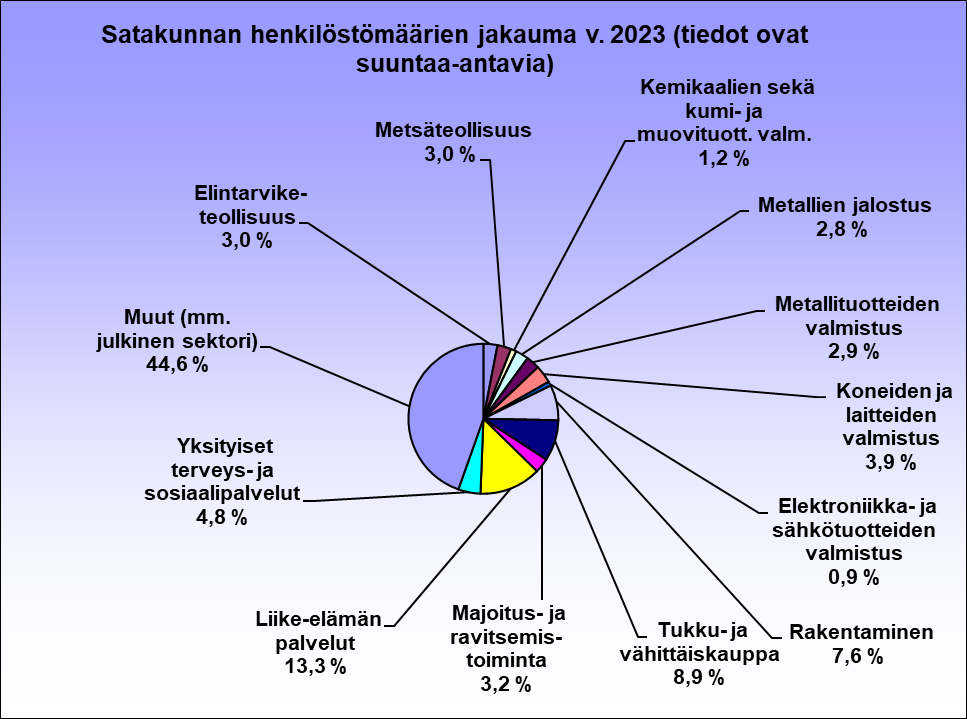 Satakunnan henkilöstömäärien jakauma v. 2023 (tiedot ovat
suuntaa-antavia)
Kemikaalien sekä
kumi- ja
muovituott. valm.
1,2 %
Metsäteollisuus
3,0 %
Elintarvike-
teollisuus
3,0 %
Metallien jalostus
2,8 %
Muut (mm.
julkinen sektori)
44,6 %
Metallituotteiden
valmistus
2,9 %
Koneiden ja
laitteiden
valmistus
3,9 %
Yksityiset
terveys- ja
sosiaalipalvelut
4,8 %
Elektroniikka- ja
sähkötuotteiden
valmistus
0,9 %
Liike-elämän
palvelut
13,3 %
Majoitus- ja
ravitsemis-
toiminta
3,2 %
Tukku- ja
vähittäiskauppa
8,9 %
Rakentaminen
7,6 %